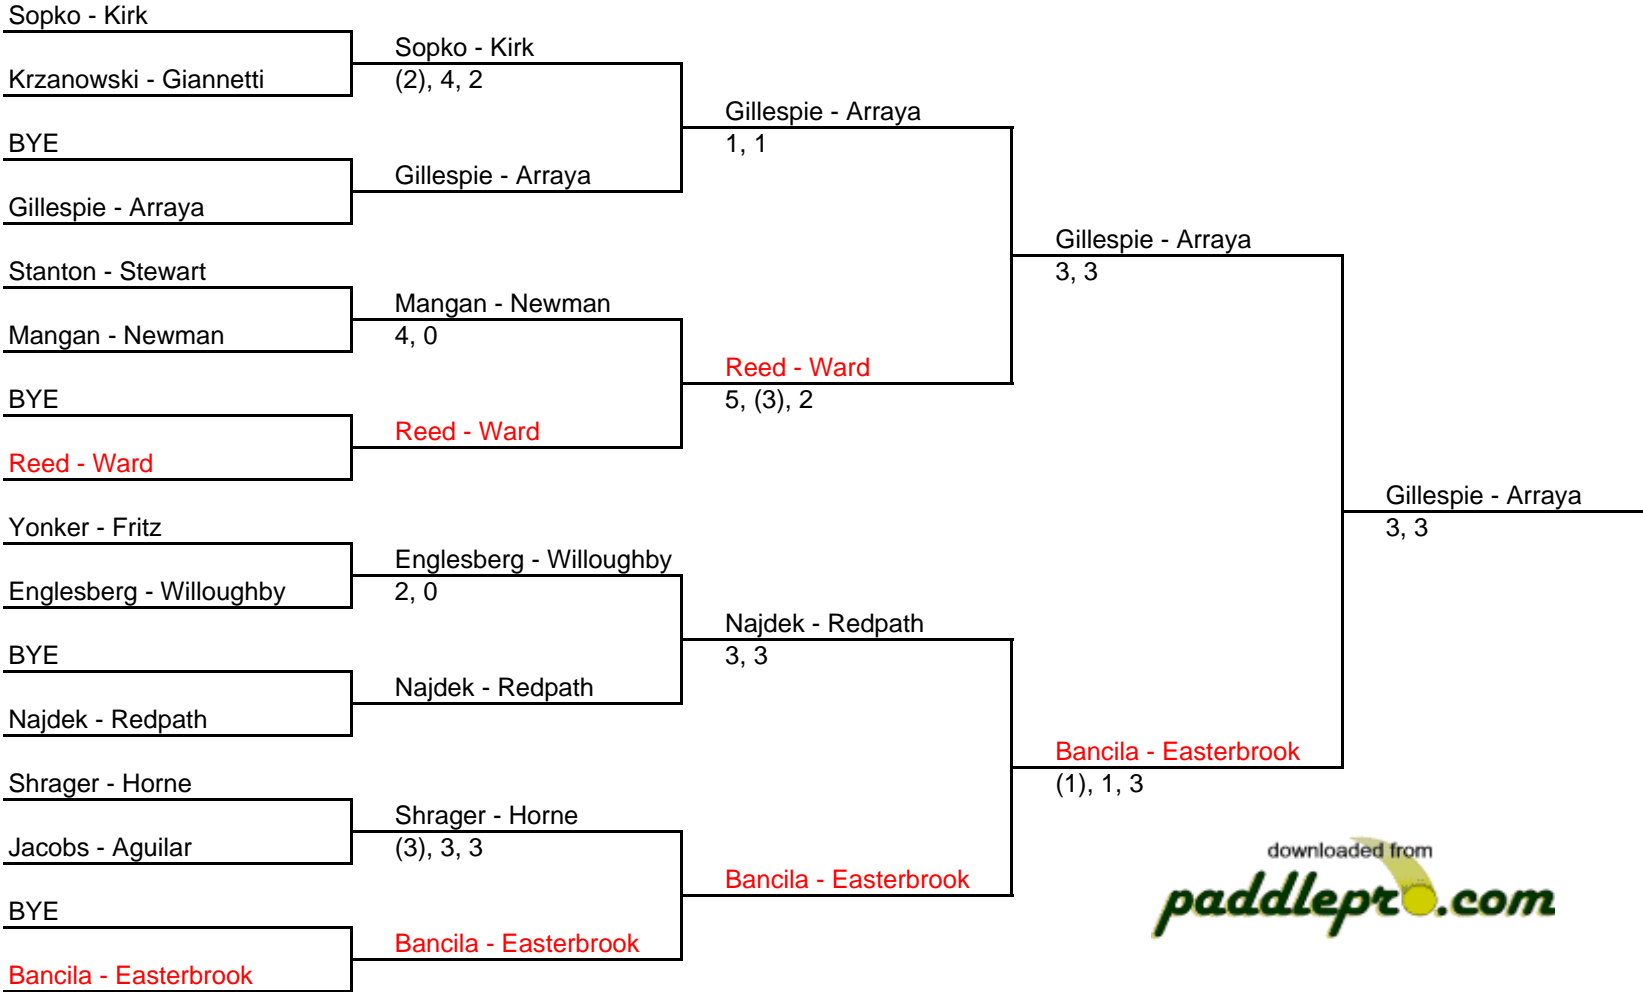 Sopko - Kirk
Krzanowski - Giannetti
BYE
Gillespie - Arraya
Stanton - Stewart
Mangan - Newman
BYE
Reed - Ward
Yonker - Fritz
Englesberg - Willoughby
BYE
Najdek - Redpath
Shrager - Horne
Jacobs - Aguilar
BYE
Bancila - Easterbrook
Sopko - Kirk
(2), 4, 2
Gillespie - Arraya
Mangan - Newman
4, 0
Reed - Ward
Englesberg - Willoughby
2, 0
Najdek - Redpath
Shrager - Horne
(3), 3, 3
Bancila - Easterbrook
Gillespie - Arraya
1, 1
Reed - Ward
5, (3), 2
Najdek - Redpath
3, 3
Bancila - Easterbrook
Gillespie - Arraya
3, 3
Bancila - Easterbrook
(1), 1, 3
Gillespie - Arraya
3, 3
downloaded from
paddlepro.com